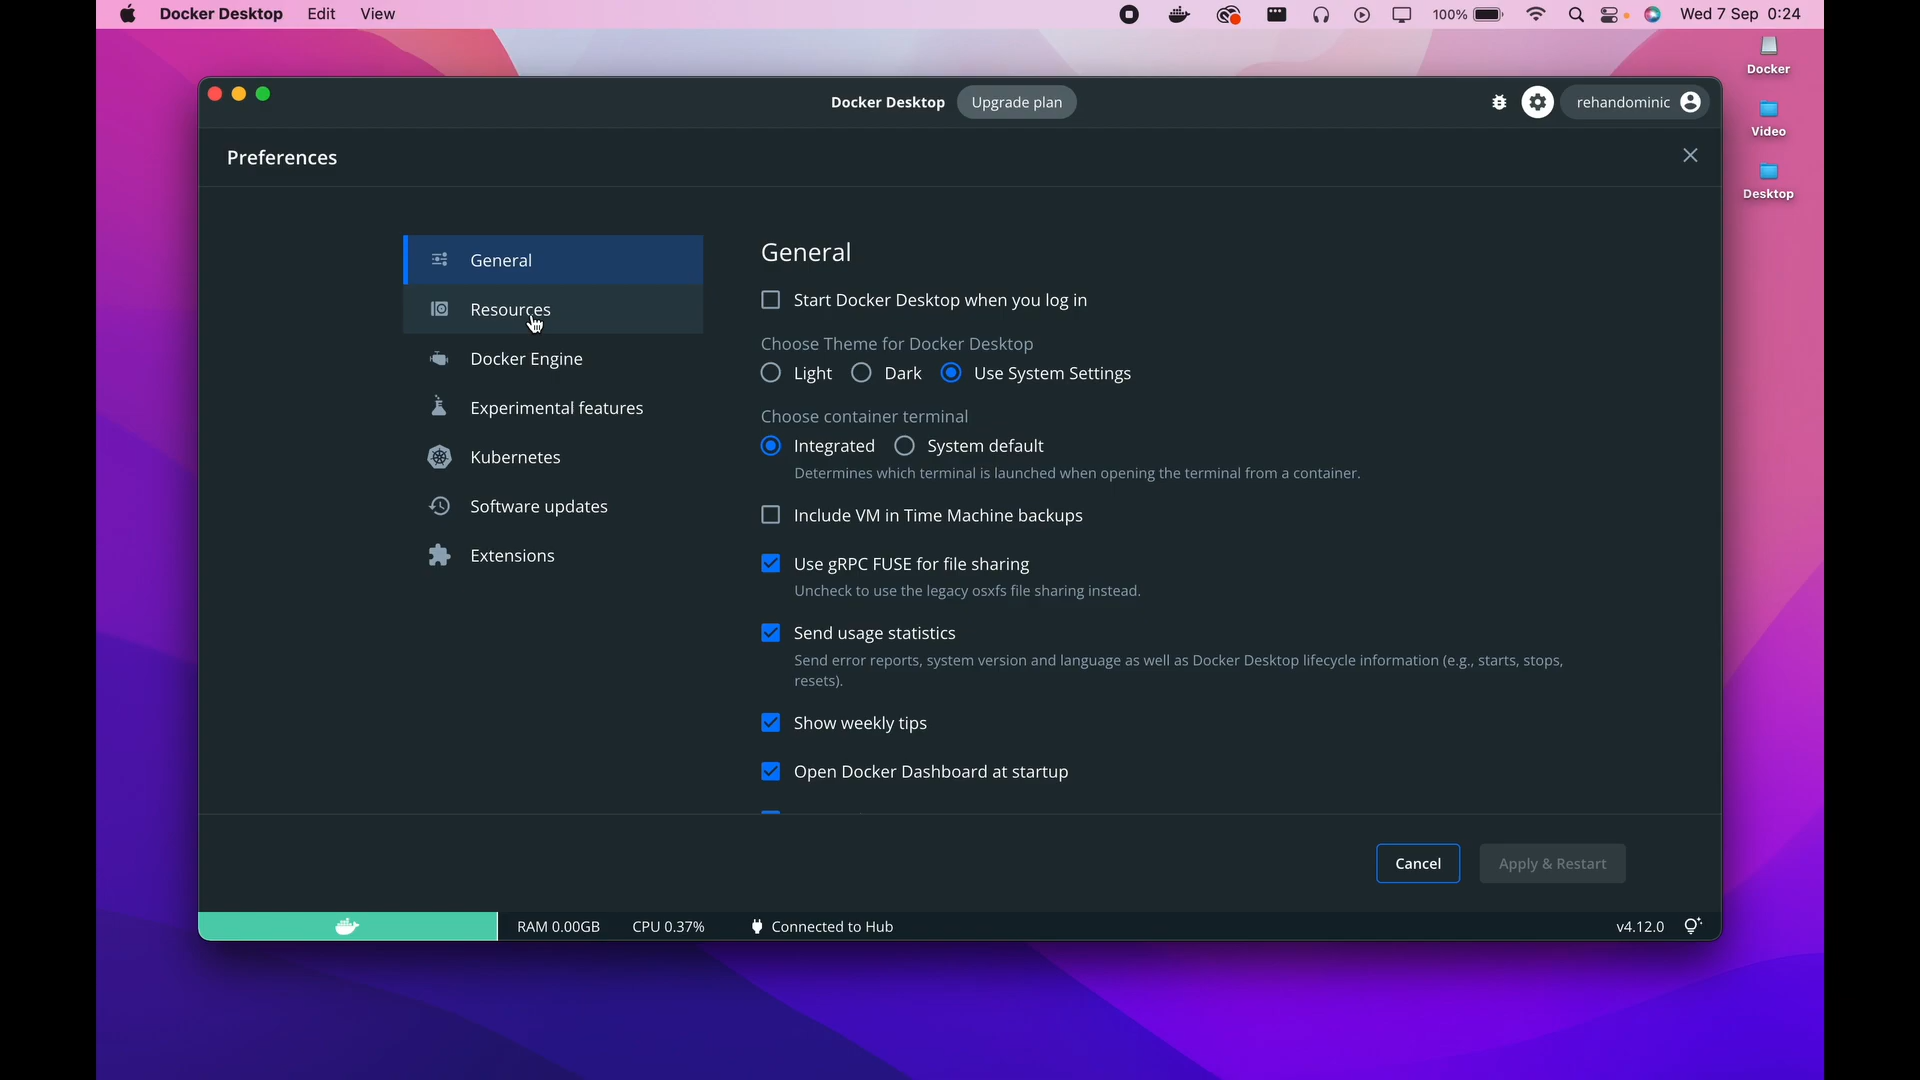 Docker Desktop Edit View 100% Wed 7 Sep 0:24
Docker
Video
Desktop
Docker Desktop Upgrade plan rehandominic
Preferences
General
Resources
Docker Engine
Experimental features
Kubernetes
Software updates
Extensions
General
Start Docker Desktop when you log in
Choose Theme for Docker Desktop
Light Dark Use System Settings
Choose container terminal
Integrated System default
Determines which terminal is launched when opening the terminal from a container.
Include VM in Time Machine backups
Use gRPC FUSE for file sharing
Uncheck to use the legacy osxfs file sharing instead.
Send usage statistics
Send error reports, system version and language as well as Docker Desktop lifecycle information (e.g., starts, stops,
resets).
Show weekly tips
Open Docker Dashboard at startup
Cancel Apply & Restart
RAM 0.00GB CPU 0.37% Connected to Hub v4.12.0